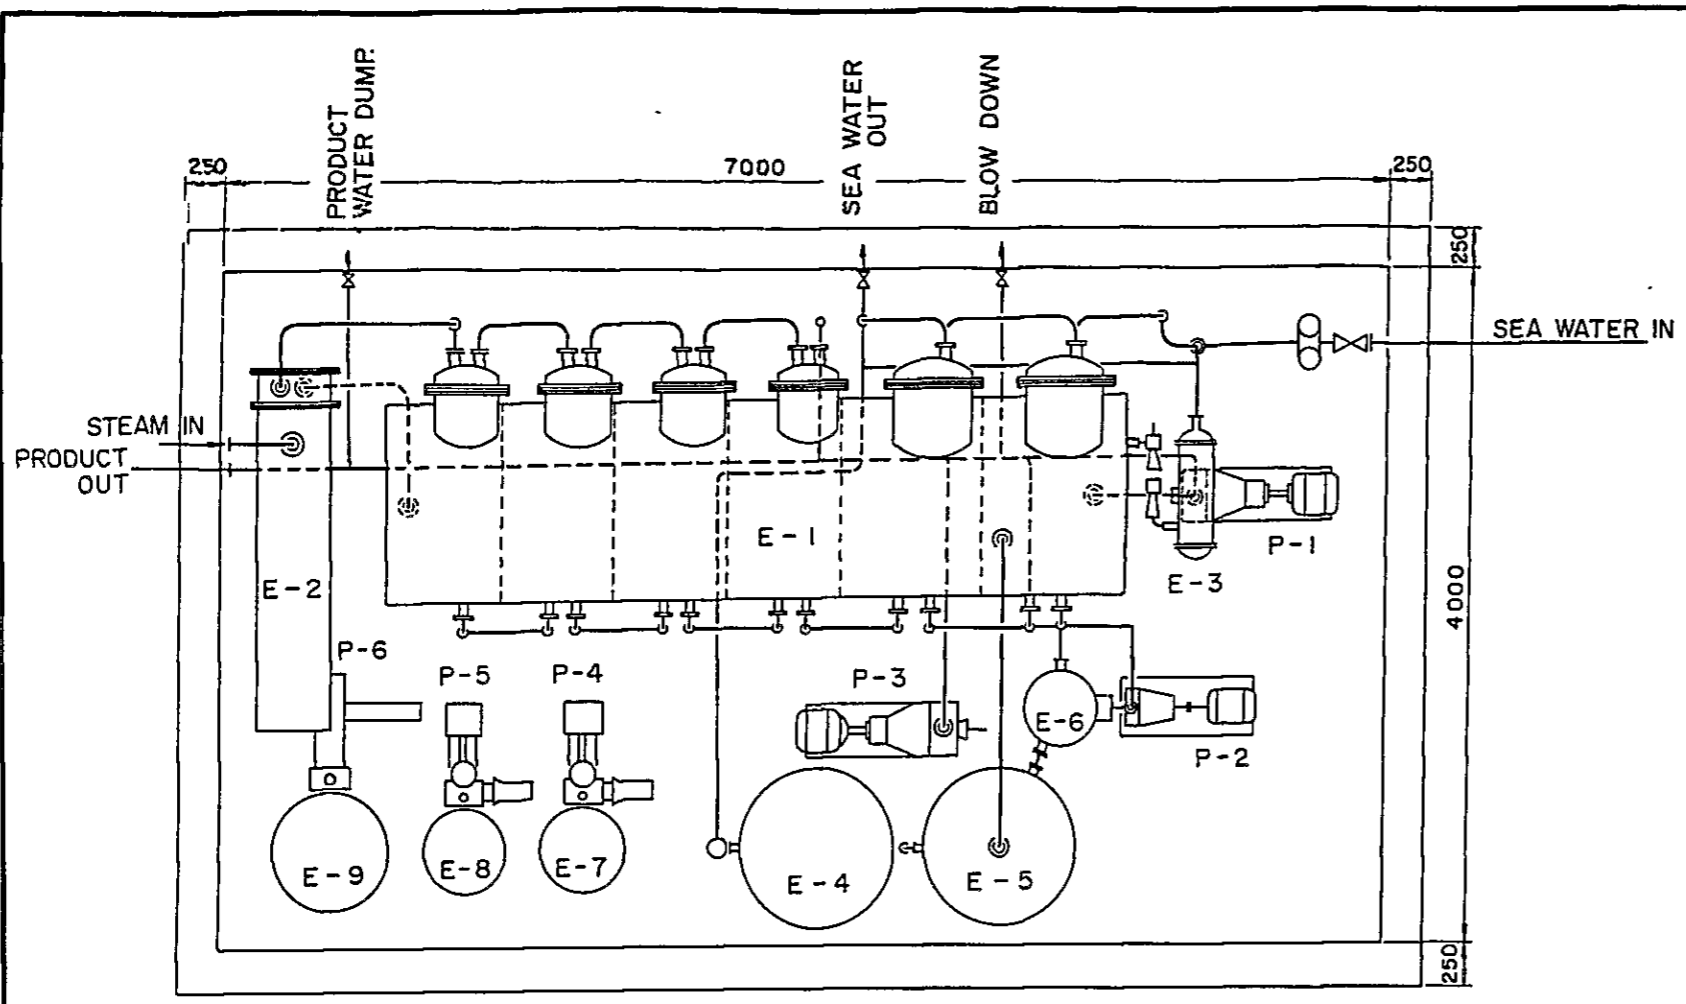 PRODUCT
WATER DUMP.
SEA WATER
OUT
BLOW DOWN
250
7000
250
250
SEA WATER IN
STEAM IN
PRODUCT
OUT
E-1
P-1
E-3
E-2
4000
P-6
P-5
P-4
P-3
E-6
P-2
E-9
E-8
E-7
E-4
E-5
250